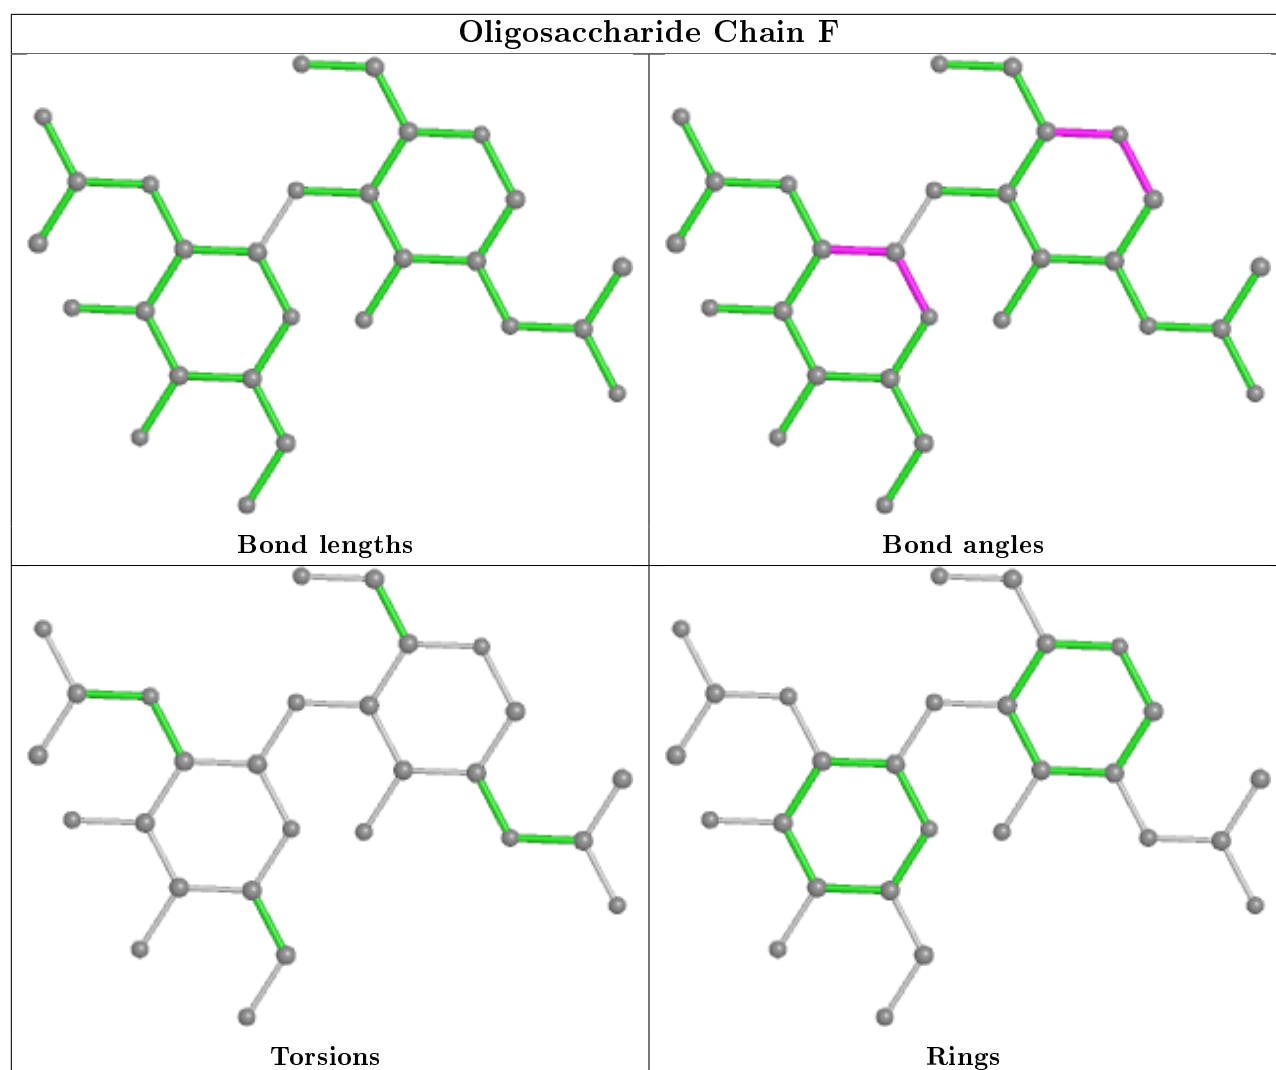 Oligosaccharide Chain F
Bond lengths
Bond angles
Torsions
Rings